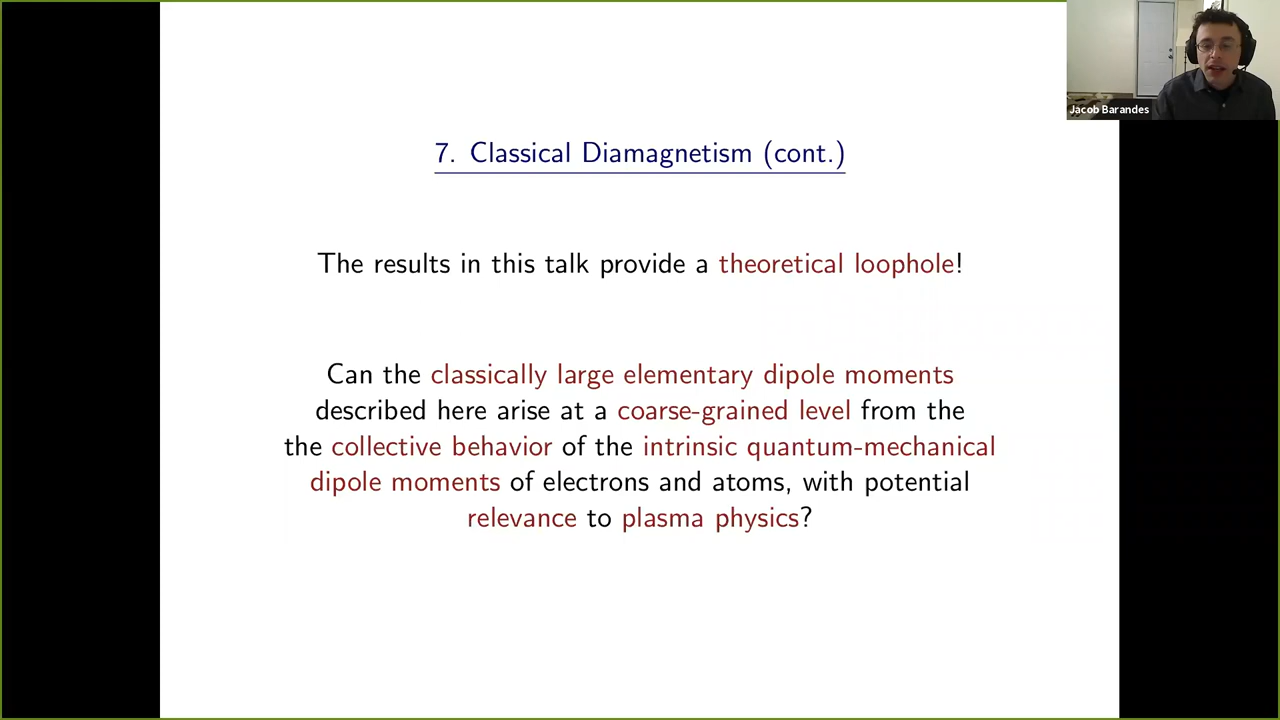 Jacob Barandes
7. Classical Diamagnetism (cont.)
The results in this talk provide a theoretical loophole!
Can the classically large elementary dipole moments
described here arise at a coarse-grained level from the
the collective behavior of the intrinsic quantum-mechanical
dipole moments of electrons and atoms, with potential
relevance to plasma physics?